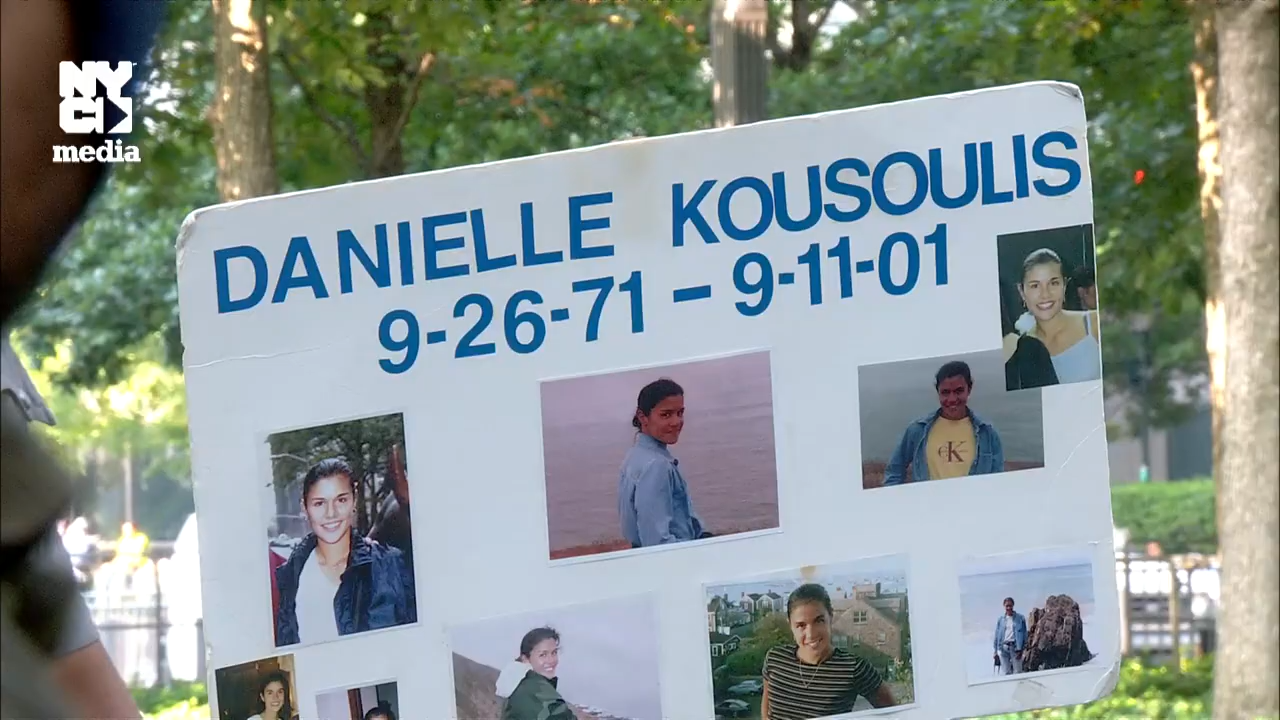 NYC
media
DANIELLE KOUSOULIS
9-26-71 – 9-11-01
cK